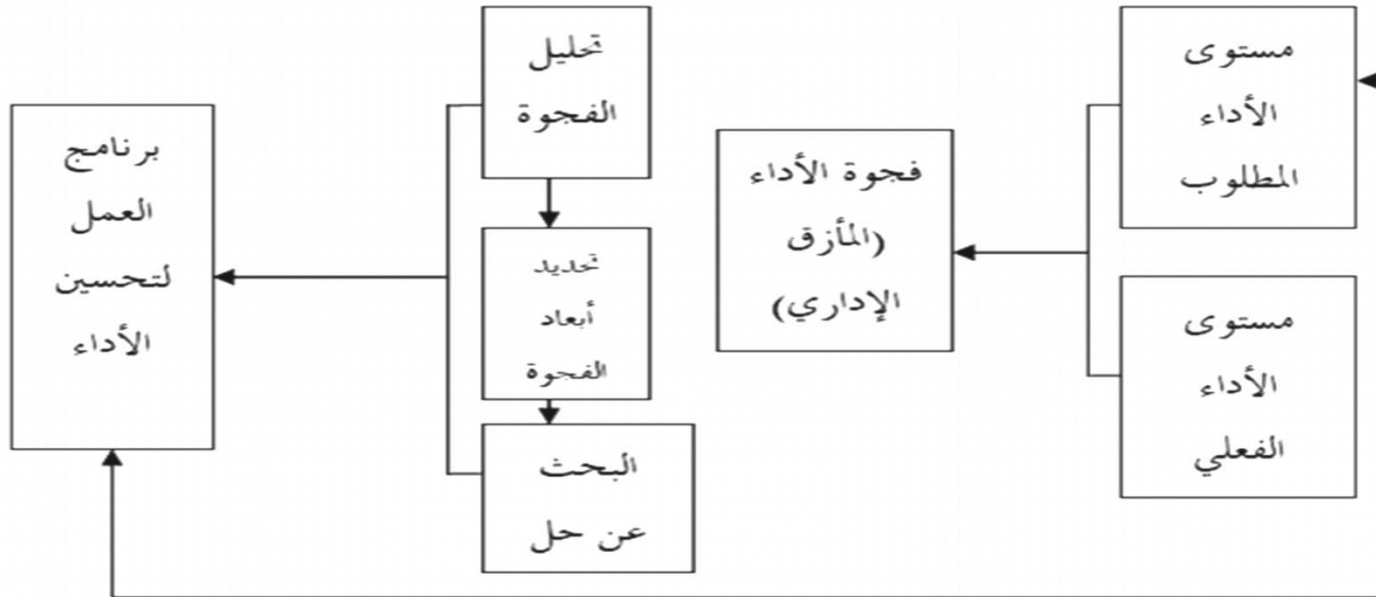 مستوى
الأداء
المطلوب
مستوى
الأداء
الفعلي
فجوة الأداء
(المأزق
الإداري)
تحليل
الفجوة
تحديد
أبعاد
الفجوة
البحث
عن حل
برنامج
العمل
لتحسين
الأداء